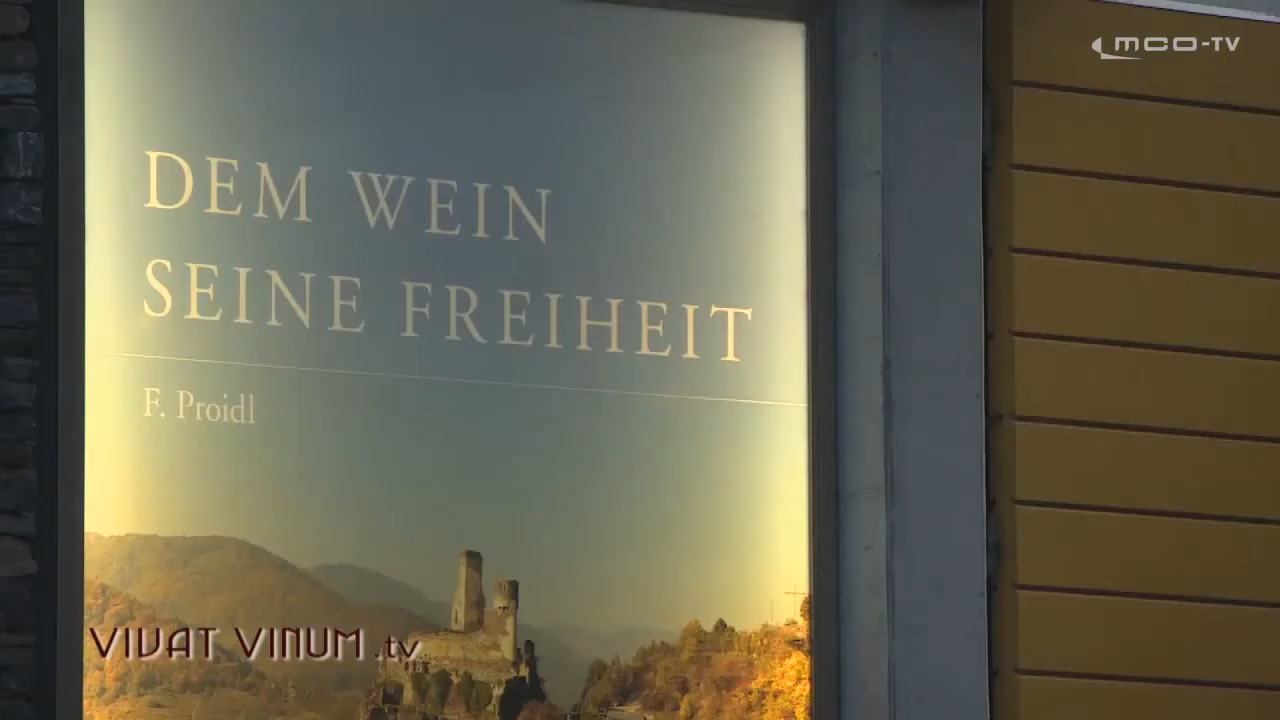 MCO-TV
DEM WEIN
SEINE FREIHEIT
F. Proidl
VIVAT VINUM .tv